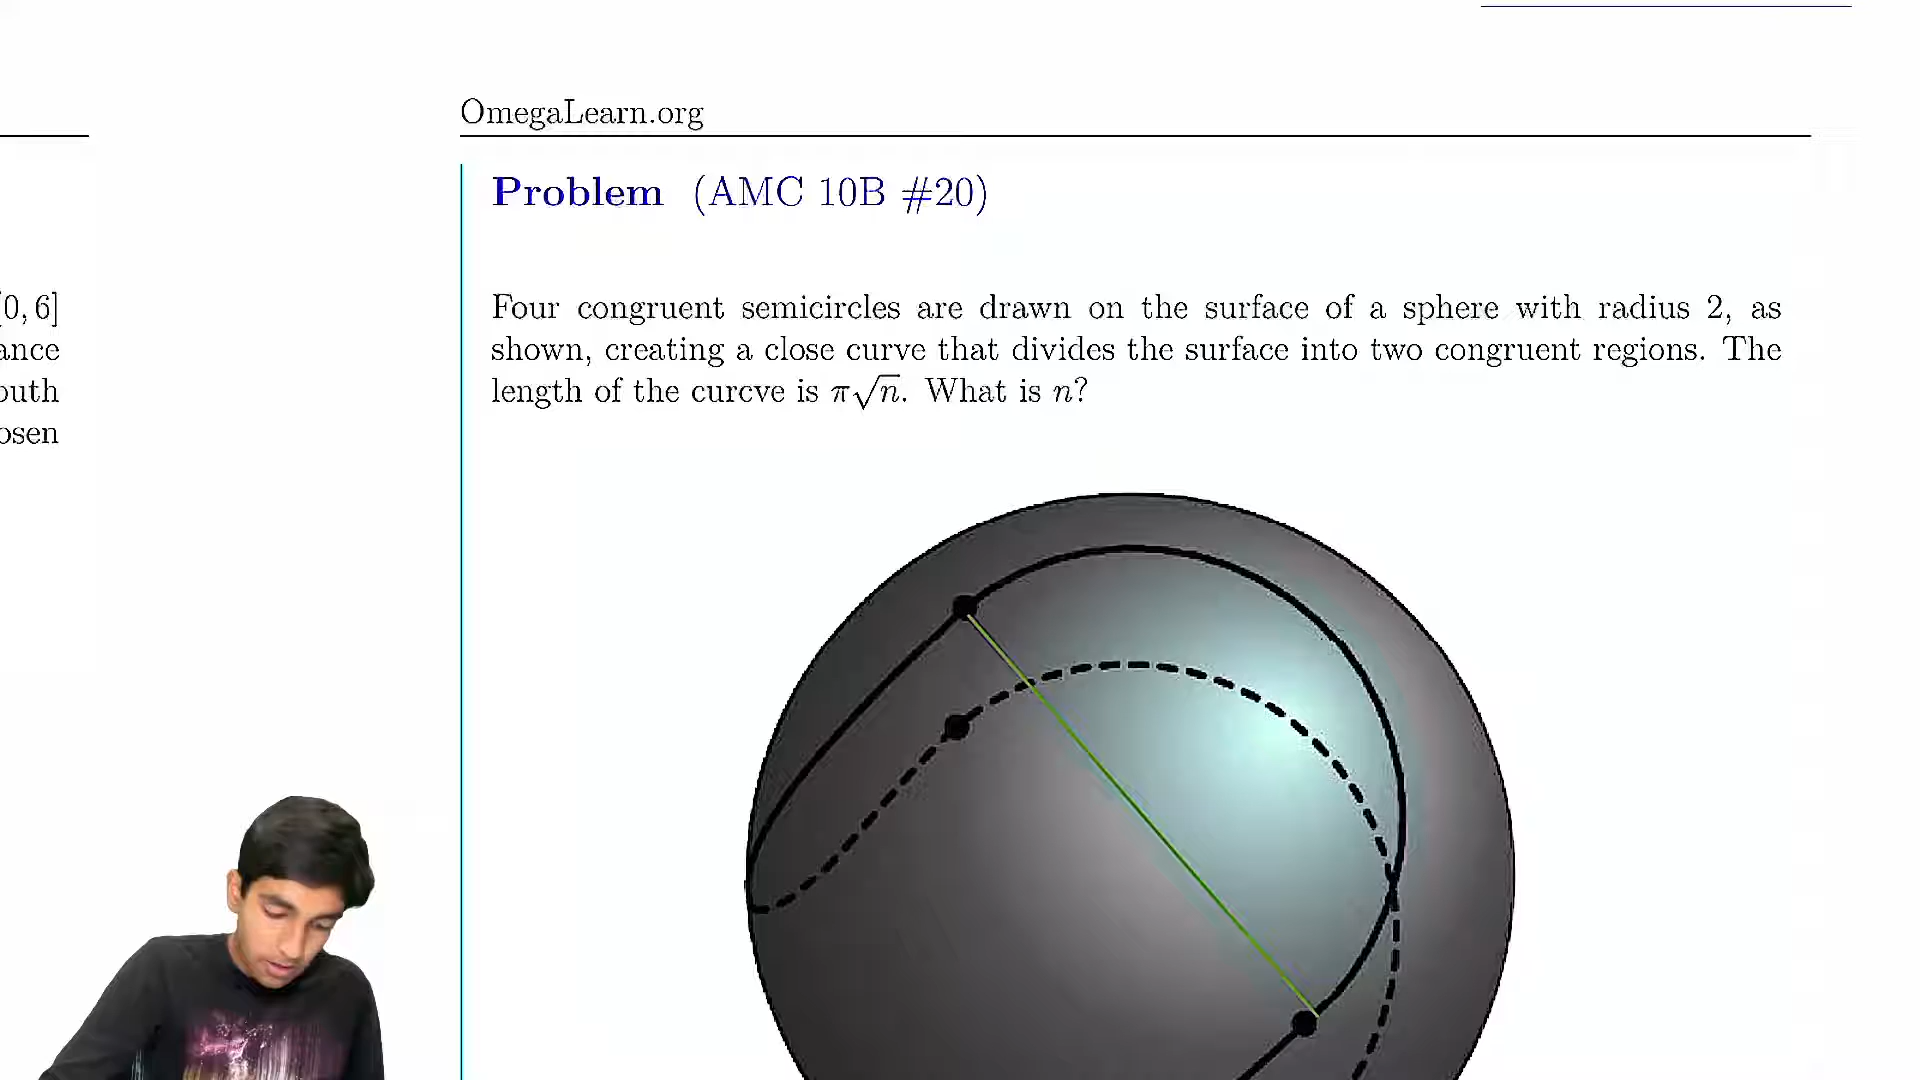 OmegaLearn.org
Problem (AMC 10B #20)
[0, 6]
ance
outh
osen
Four congruent semicircles are drawn on the surface of a sphere with radius 2, as
shown, creating a close curve that divides the surface into two congruent regions. The
length of the curcve is π√n. What is n?